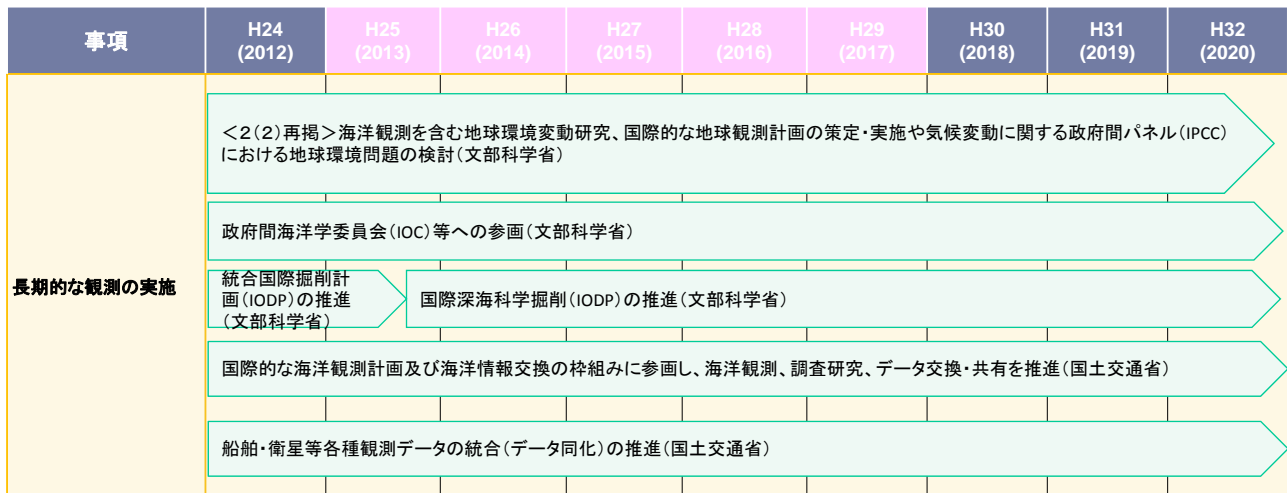 事項
H24
(2012)
H25
(2013)
H26
(2014)
H27
(2015)
H28
(2016)
H29
(2017)
H30
(2018)
H31
(2019)
H32
(2020)
長期的な観測の実施
<2(2)再掲>海洋観測を含む地球環境変動研究、国際的な地球観測計画の策定・実施や気候変動に関する政府間パネル(IPCC)
における地球環境問題の検討(文部科学省)
政府間海洋学委員会(IOC)等への参画(文部科学省)
統合国際掘削計
画(IODP)の推進
(文部科学省)
国際深海科学掘削(IODP)の推進(文部科学省)
国際的な海洋観測計画及び海洋情報交換の枠組みに参画し、海洋観測、調査研究、データ交換・共有を推進(国土交通省)
船舶・衛星等各種観測データの統合(データ同化)の推進(国土交通省)